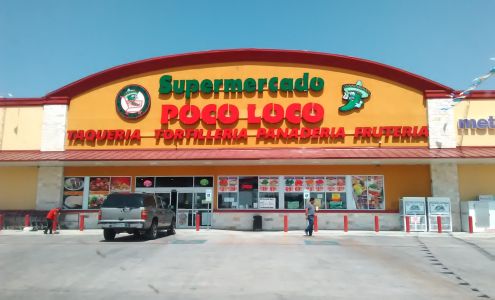 Supermercado
POCO LOCO
TAQUERIA TORTILLERIA PANADERIA FRUTERIA
met